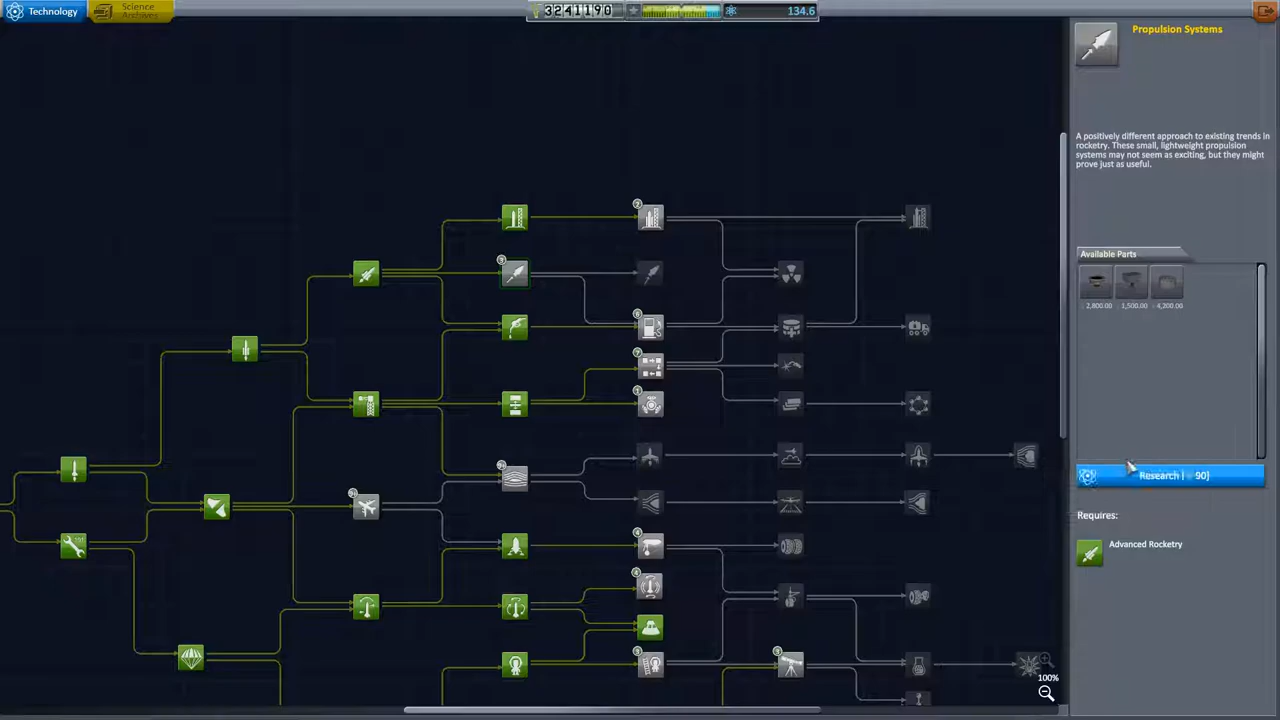 Technology
Science
Archives
3241190
134.6
Propulsion Systems
A positively different approach to existing trends in
rocketry. These small, lightweight propulsion
systems may not seem as exciting, but they might
prove just as useful.
Available Parts
2,800.00 1,500.00 4,200.00
Research [ 90]
Requires:
Advanced Rocketry
100%